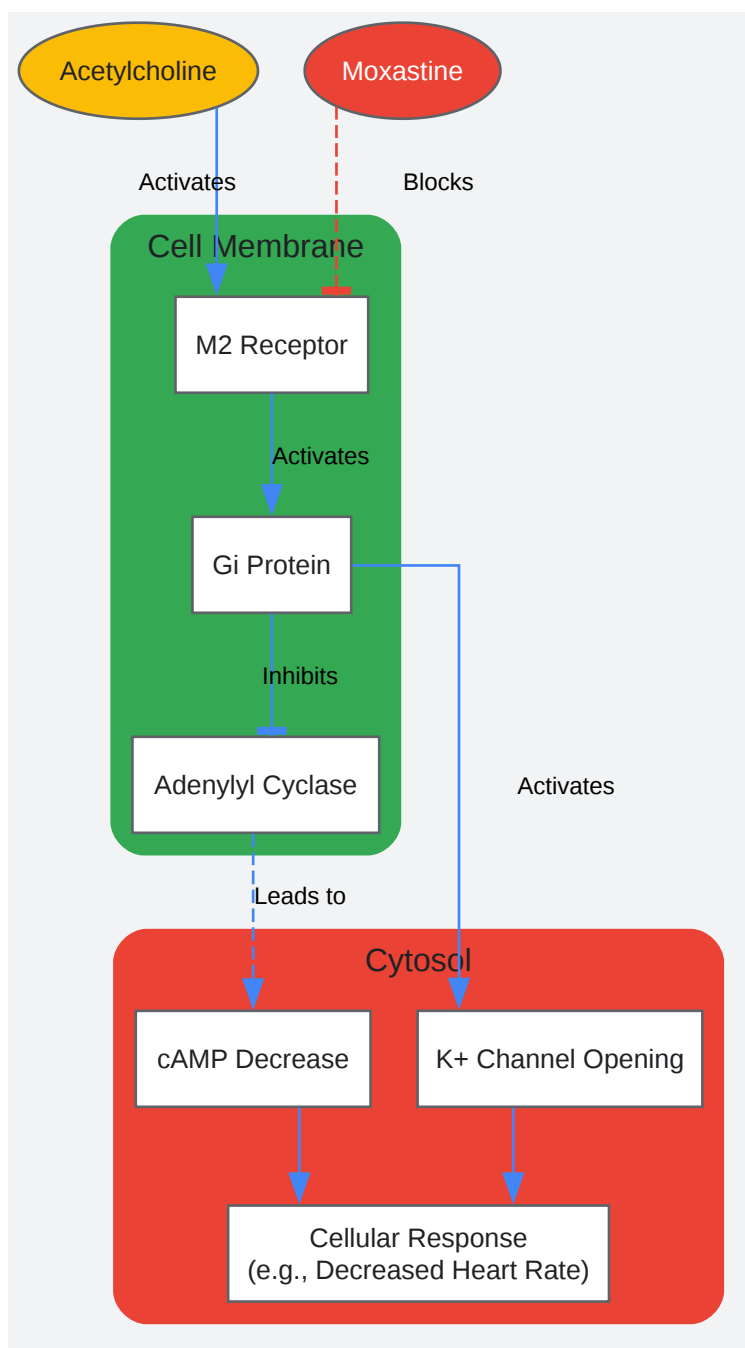 Acetylcholine
Moxastine
Activates
Blocks
Cell Membrane
M2 Receptor
Activates
Gi Protein
Inhibits
Adenylyl Cyclase
Activates
Leads to
Cytosol
cAMP Decrease
K+ Channel Opening
Cellular Response
(e.g., Decreased Heart Rate)